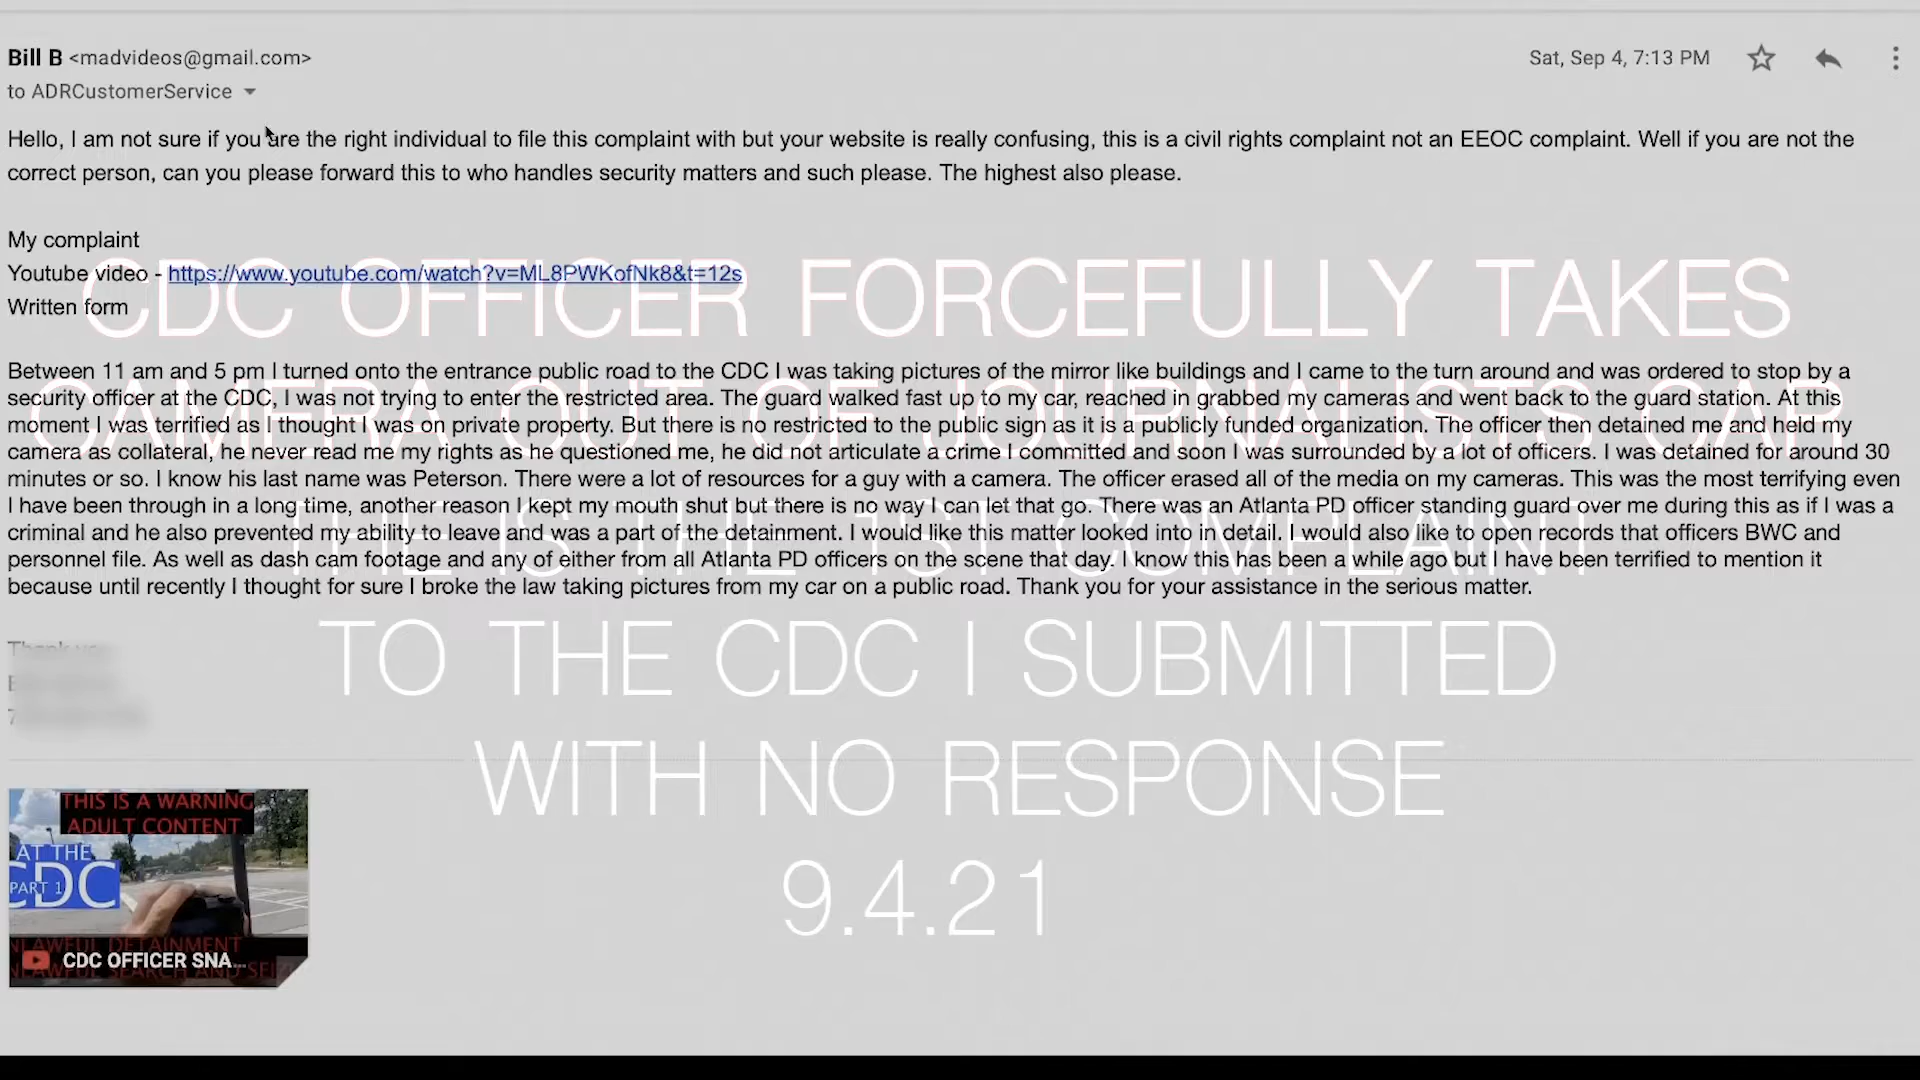 Bill B <madvideos@gmail.com>
Sat, Sep 4, 7:13 PM
to ADRCustomerService
Hello, I am not sure if you are the right individual to file this complaint with but your website is really confusing, this is a civil rights complaint not an EEOC complaint. Well if you are not the
correct person, can you please forward this to who handles security matters and such please. The highest also please.
My complaint
Youtube video - https://www.youtube.com/watch?v=ML8PWKofNk8&t=12s
Written form
Between 11 am and 5 pm I turned onto the entrance public road to the CDC I was taking pictures of the mirror like buildings and I came to the turn around and was ordered to stop by a
security officer at the CDC, I was not trying to enter the restricted area. The guard walked fast up to my car, reached in grabbed my cameras and went back to the guard station. At this
moment I was terrified as I thought I was on private property. But there is no restricted to the public sign as it is a publicly funded organization. The officer then detained me and held my
camera as collateral, he never read me my rights as he questioned me, he did not articulate a crime I committed and soon I was surrounded by a lot of officers. I was detained for around 30
minutes or so. I know his last name was Peterson. There were a lot of resources for a guy with a camera. The officer erased all of the media on my cameras. This was the most terrifying even
I have been through in a long time, another reason I kept my mouth shut but there is no way I can let that go. There was an Atlanta PD officer standing guard over me during this as if I was a
criminal and he also prevented my ability to leave and was a part of the detainment. I would like this matter looked into in detail. I would also like to open records that officers BWC and
personnel file. As well as dash cam footage and any of either from all Atlanta PD officers on the scene that day. I know this has been a while ago but I have been terrified to mention it
because until recently I thought for sure I broke the law taking pictures from my car on a public road. Thank you for your assistance in the serious matter.
CDC OFFICER FORCEFULLY TAKES
CAMERA OUT OF JOURNALISTS CAR
THE IS THE 1ST COMPLAINT
TO THE CDC I SUBMITTED
WITH NO RESPONSE
9.4.21
THIS IS A WARNING
ADULT CONTENT
AT THE
CDC
PART 1
CDC OFFICER SNA...